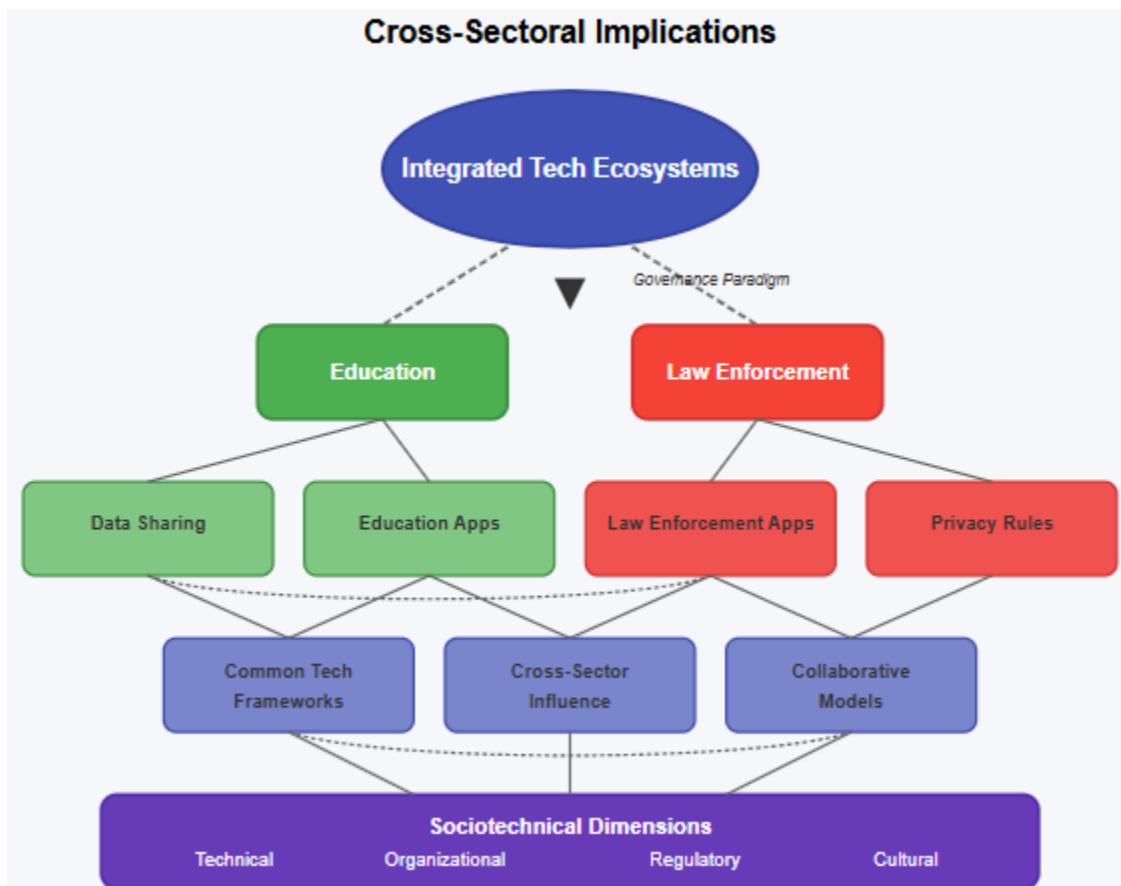 Cross-Sectoral Implications
Integrated Tech Ecosystems
Governance Paradigm
Education
Law Enforcement
Data Sharing
Education Apps
Law Enforcement Apps
Privacy Rules
Common Tech
Frameworks
Cross-Sector
Influence
Collaborative
Models
Sociotechnical Dimensions
Technical
Organizational
Regulatory
Cultural